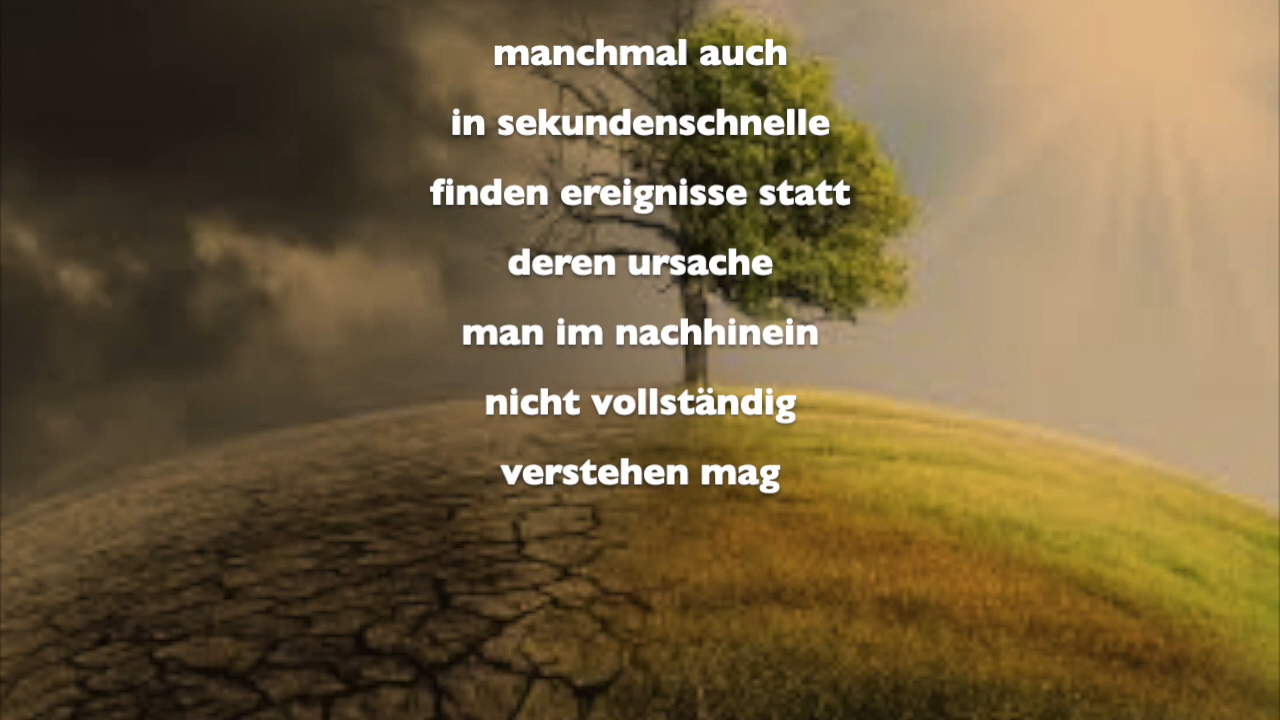 manchmal auch
in sekundenschnelle
finden ereignisse statt
deren ursache
man im nachhinein
nicht vollständig
verstehen mag